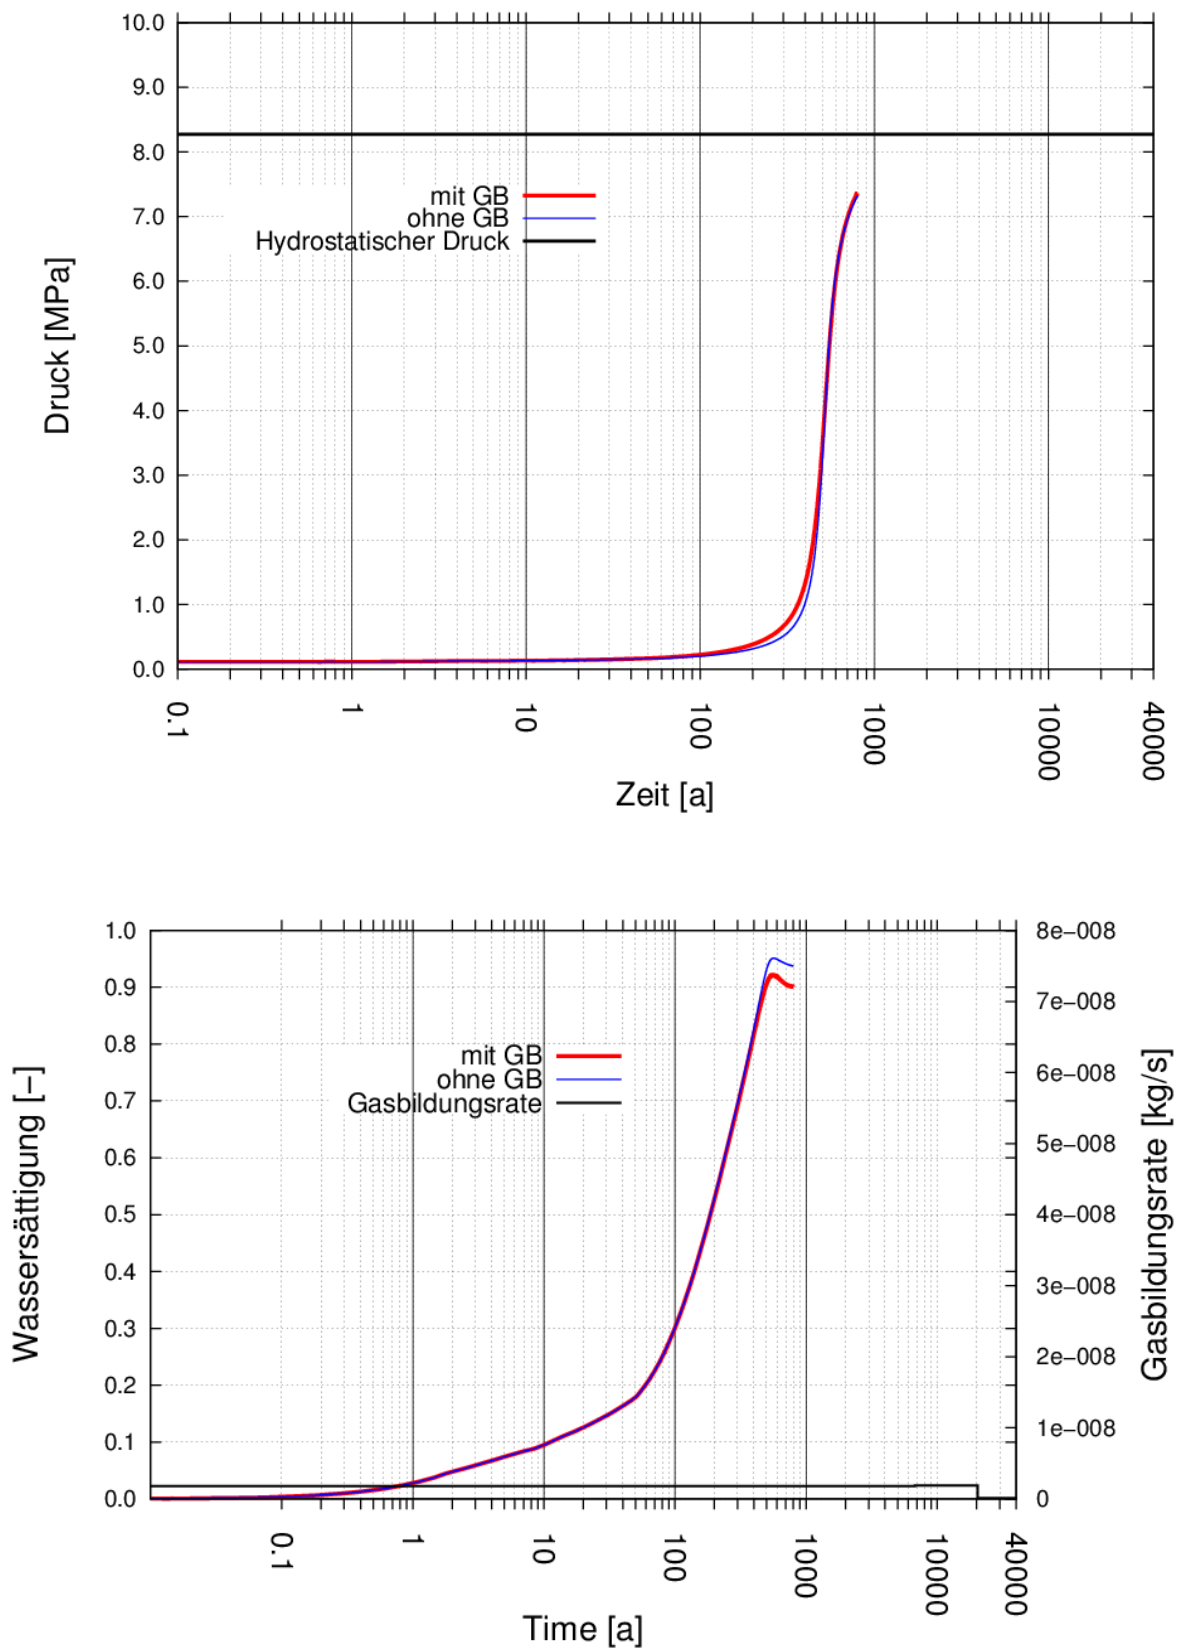 10.0
9.0
8.0
7.0
6.0
5.0
4.0
3.0
2.0
1.0
0.0
Druck [MPa]
mit GB
ohne GB
Hydrostatischer Druck
0.1
1
10
100
1000
10000
40000
Zeit [a]
1.0
0.9
0.8
0.7
0.6
0.5
0.4
0.3
0.2
0.1
0.0
Wassersättigung [−]
mit GB
ohne GB
Gasbildungsrate
8e−008
7e−008
6e−008
5e−008
4e−008
3e−008
2e−008
1e−008
0
Gasbildungsrate [kg/s]
0.1
1
10
100
1000
10000
40000
Time [a]